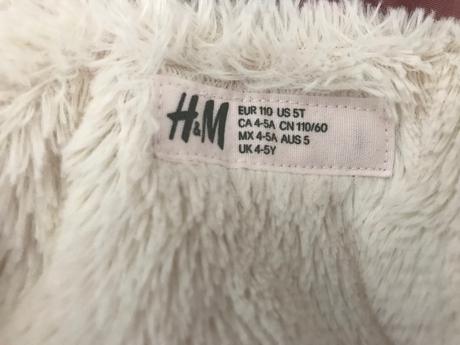 H&M
EUR 110 US 5T
CA 4-5A CN 110/60
MX 4-5A AUS 5
UK 4-5Y